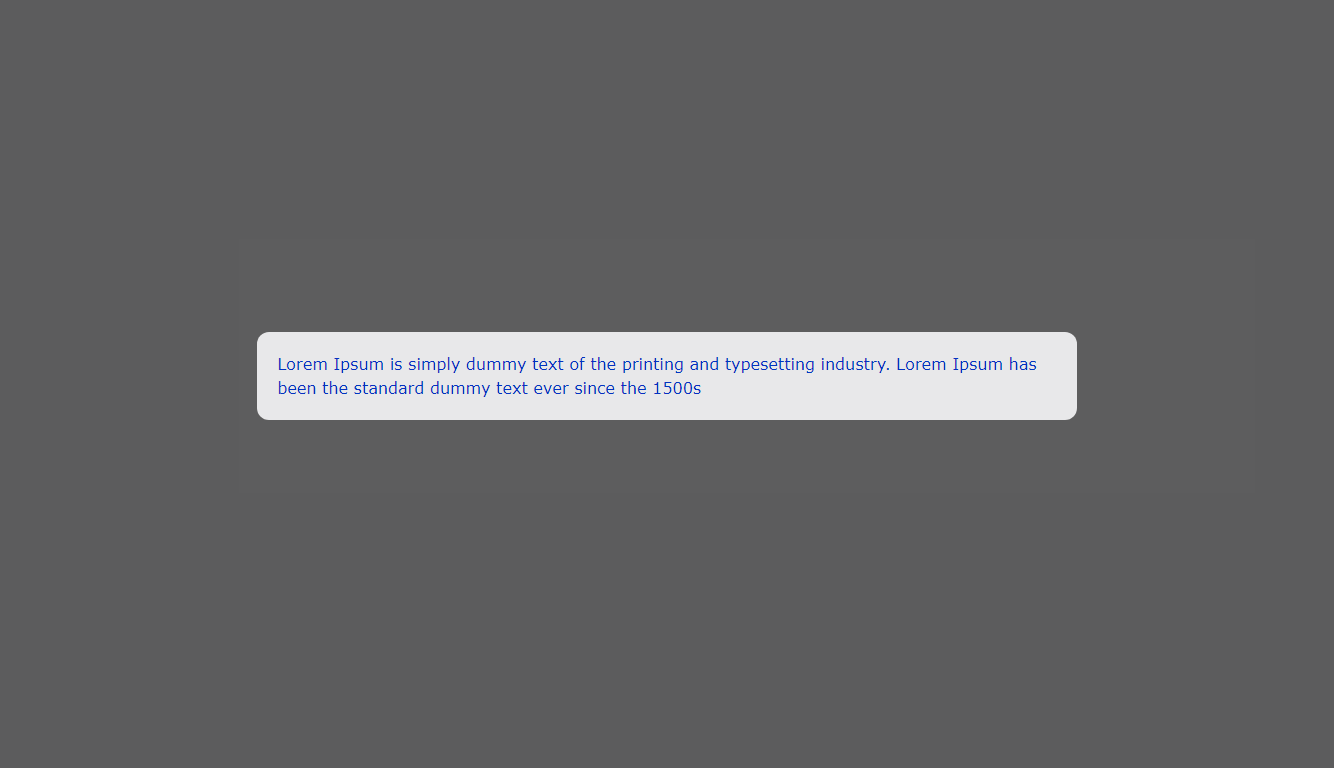 Lorem Ipsum is simply dummy text of the printing and typesetting industry. Lorem Ipsum has
been the standard dummy text ever since the 1500s